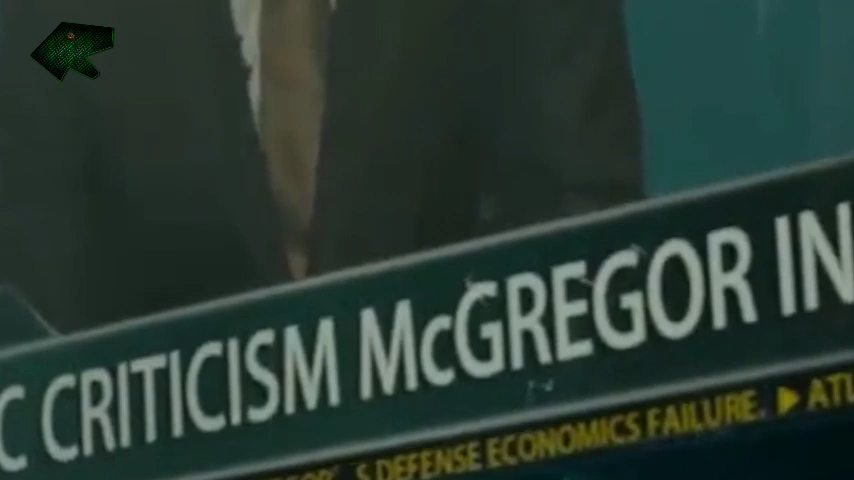 C CRITICISM McGREGOR IN
S DEFENSE ECONOMICS FAILURE. ▶ ATL